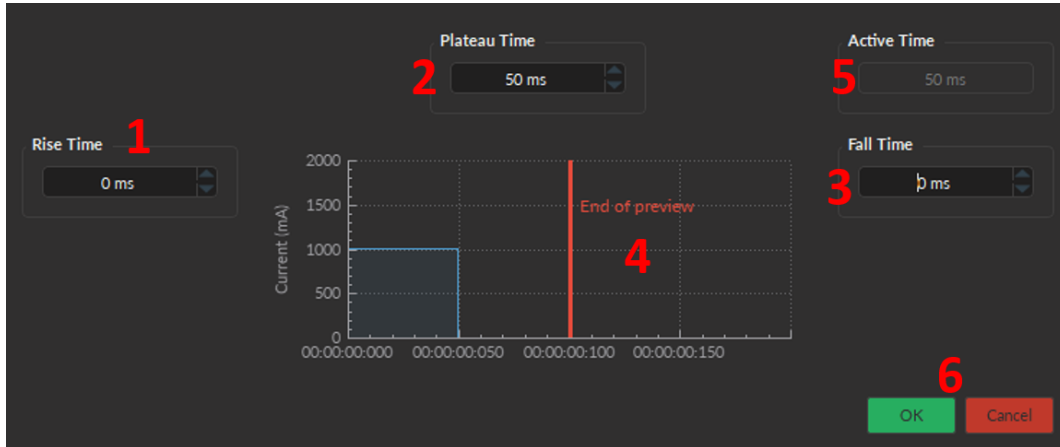 Plateau Time
2
50 ms
Active Time
5
50 ms
1
Rise Time
0 ms
Fall Time
3
0 ms
2000
1500
1000
500
0
Current (mA)
End of preview
4
00:00:00:000 00:00:00:050 00:00:00:100 00:00:00:150
6
OK Cancel